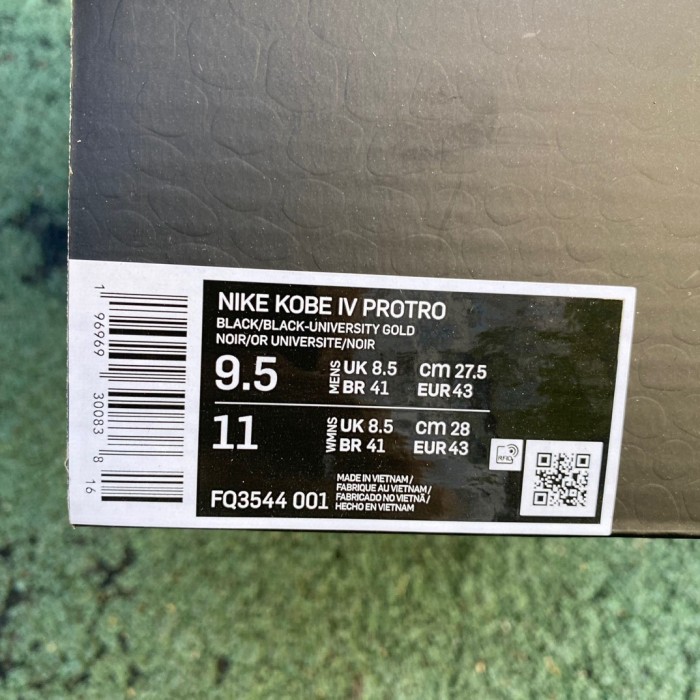 NIKE KOBE IV PROTRO
BLACK/BLACK-UNIVERSITY GOLD
NOIR/OR UNIVERSITE/NOIR
9.5 MENS UK 8.5 cm 27.5
BR 41 EUR 43
11 WMNS UK 8.5 cm 28
BR 41 EUR 43
RFID
FQ3544 001
MADE IN VIETNAM/
FABRIQUE AU VIETNAM/
FABRICADO NO VIETNÃ/
HECHO EN VIETNAM
1 96969 30083 8 16